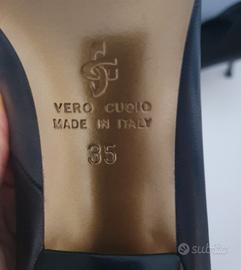 VERO CUOIO
MADE IN ITALY
35
subito